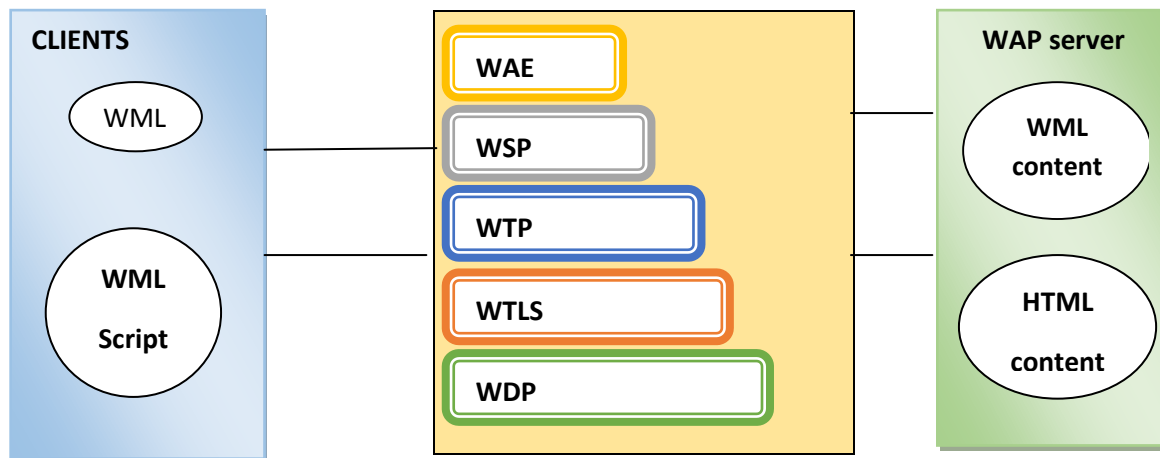 CLIENTS
WML
WML
Script
WAE
WSP
WTP
WTLS
WDP
WAP server
WML
content
HTML
content